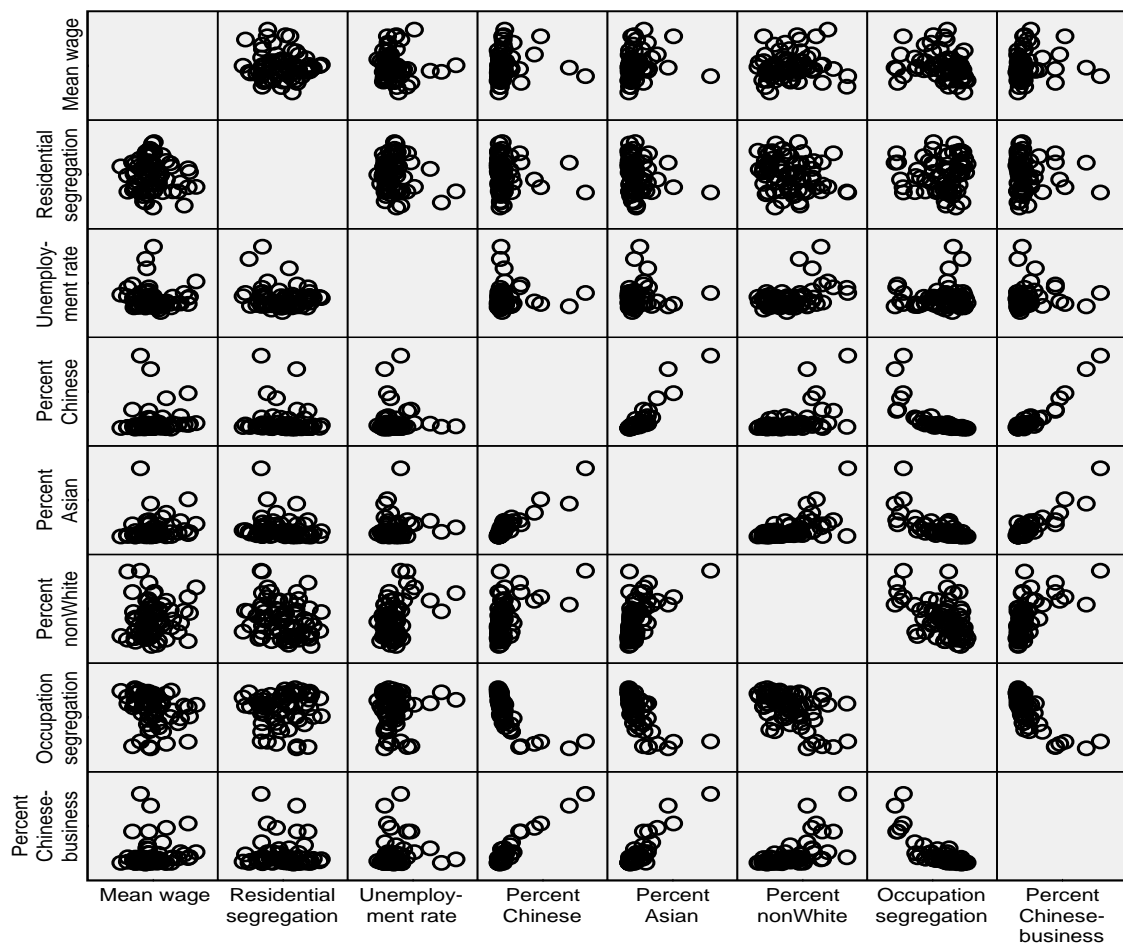 Mean wage
Residential
segregation
Unemploy-
ment rate
Percent
Chinese
Percent
Asian
Percent
nonWhite
Occupation
segregation
Percent
Chinese-
business
Mean wage
Residential
segregation
Unemploy-
ment rate
Percent
Chinese
Percent
Asian
Percent
nonWhite
Occupation
segregation
Percent
Chinese-
business